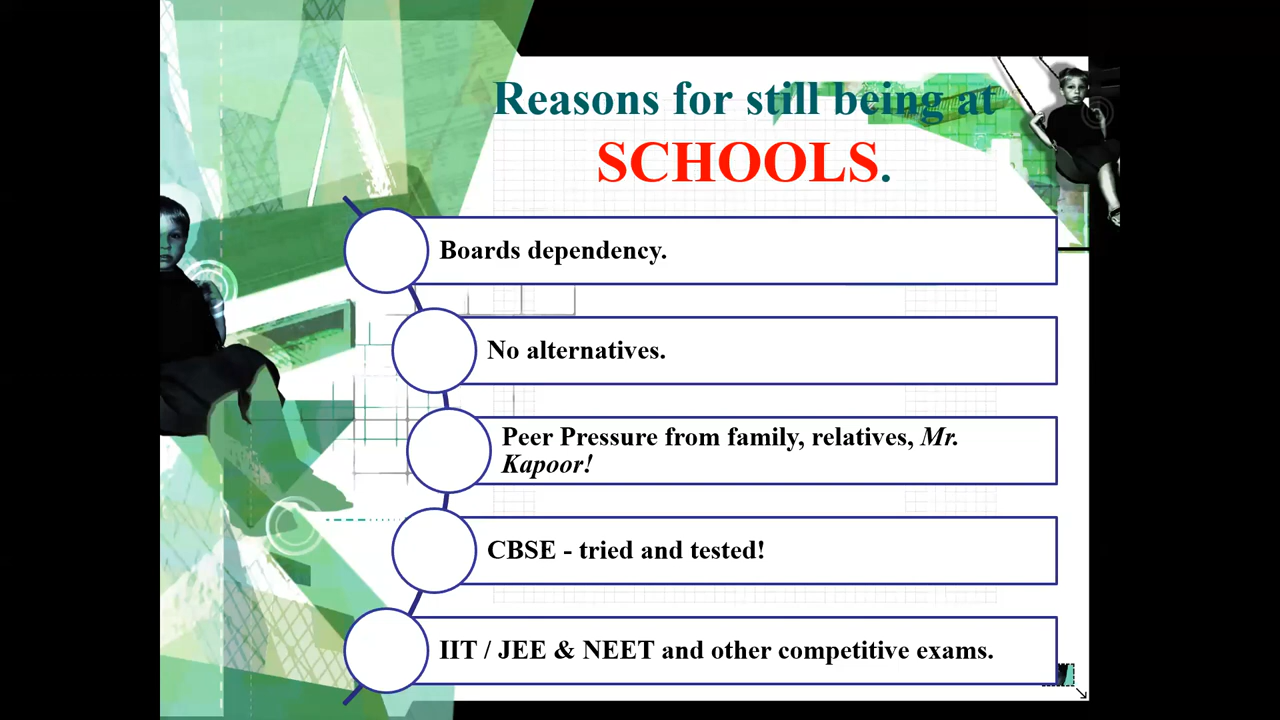 Reasons for still being at
SCHOOLS.
Boards dependency.
No alternatives.
Peer Pressure from family, relatives, Mr.
Kapoor!
CBSE - tried and tested!
IIT / JEE & NEET and other competitive exams.